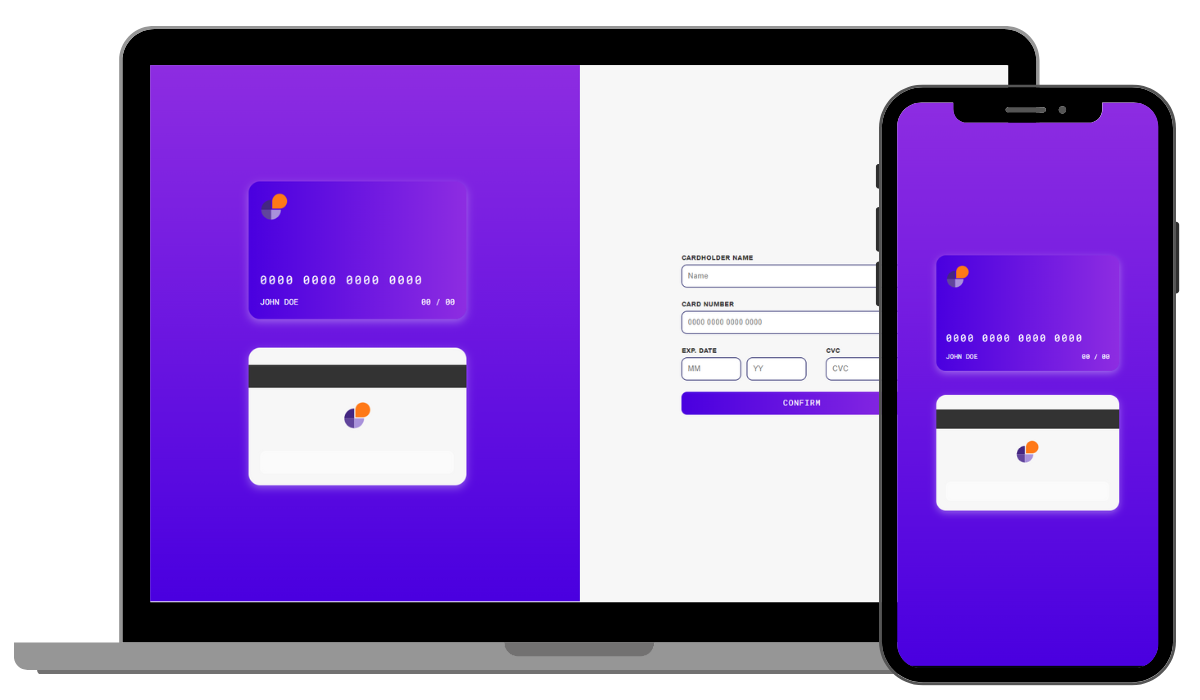 0000 0000 0000 0000
JOHN DOE 00 / 00
CARDHOLDER NAME
Name
CARD NUMBER
0000 0000 0000 0000
EXP. DATE CVC
MM YY CVC
CONFIRM
0000 0000 0000 0000
JOHN DOE 00 / 00